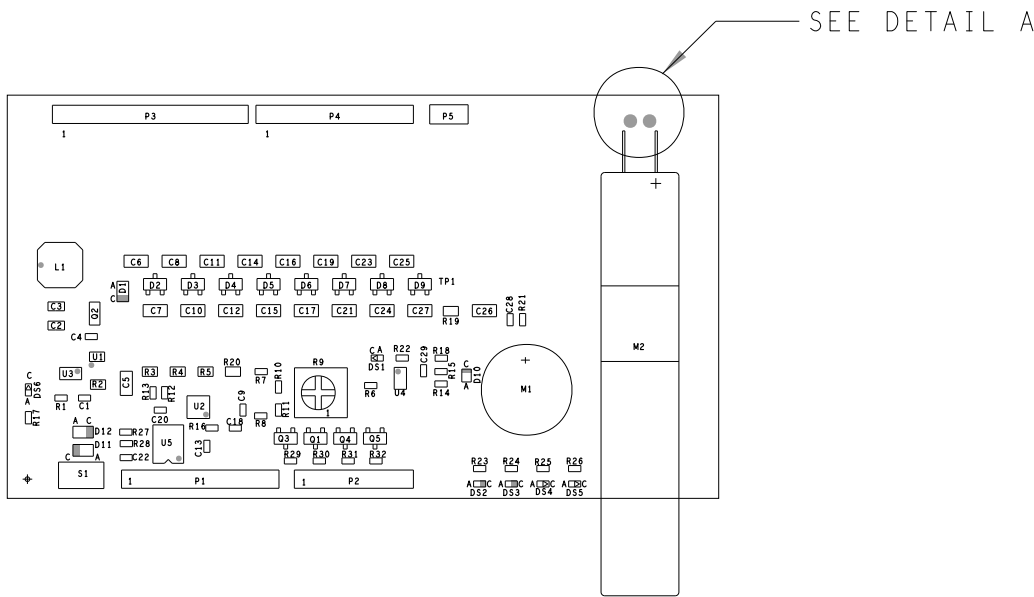 SEE DETAIL A
P3 P4 P5
1 1
+
L1 C6 C8 C11 C14 C16 C19 C23 C25
A D1 C D2 D3 D4 D5 D6 D7 D8 D9 TP1
C3 Q2 C7 C10 C12 C15 C17 C21 C24 C27 R19 C26 C28 R21
C2
C4
M2
U1 C A DS1 R22 C29 R18
U3 R2 C5 R3 R4 R5 R20 R7 R10 R9 R6 U4 R15 R14 C A D10 + M1
C DS6 A R17 R1 C1 R13 R12 C20 U2 C9 R8 R11 1
A C D12 R27 R16 C18
D11 R28 U5 C13 Q3 Q1 Q4 Q5
C A C22 R29 R30 R31 R32
S1 1 P1 1 P2
R23 R24 R25 R26
A C A C A C A C
DS2 DS3 DS4 DS5